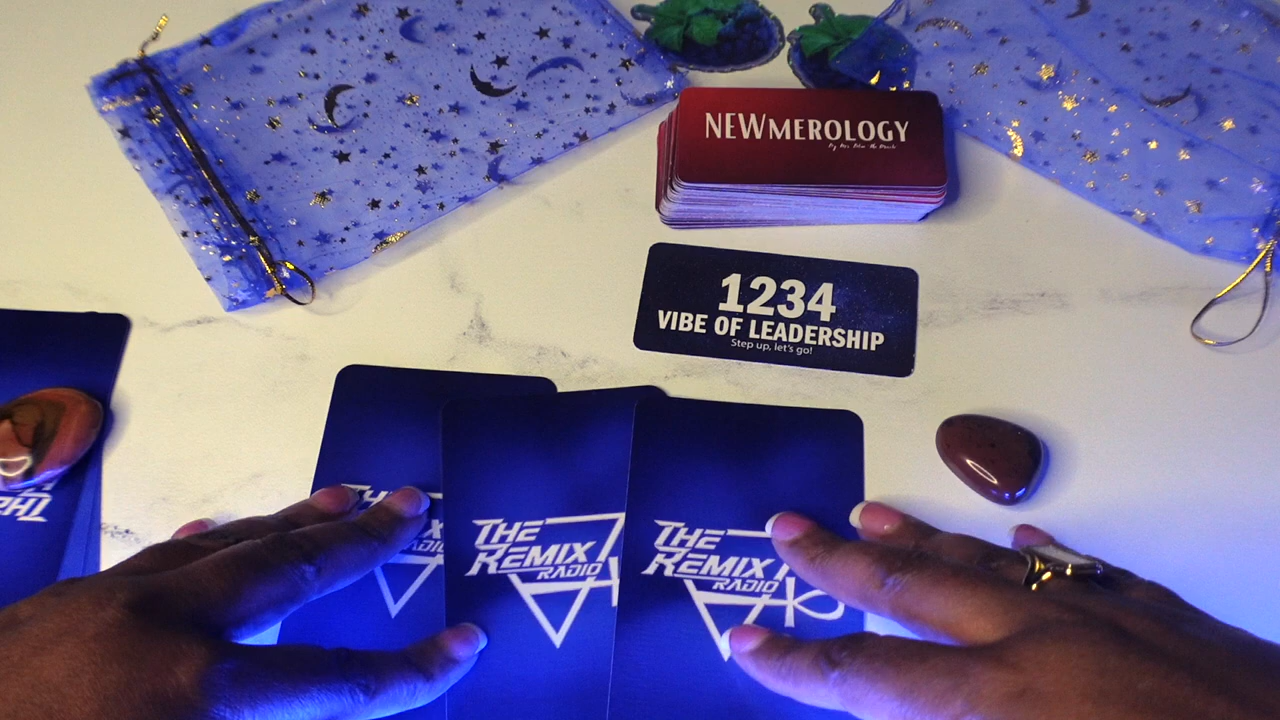 NEWMEROLOGY
1234
VIBE OF LEADERSHIP
Step up, let's go!
THE
REMIX
RADIO
THE
REMIX
RADIO